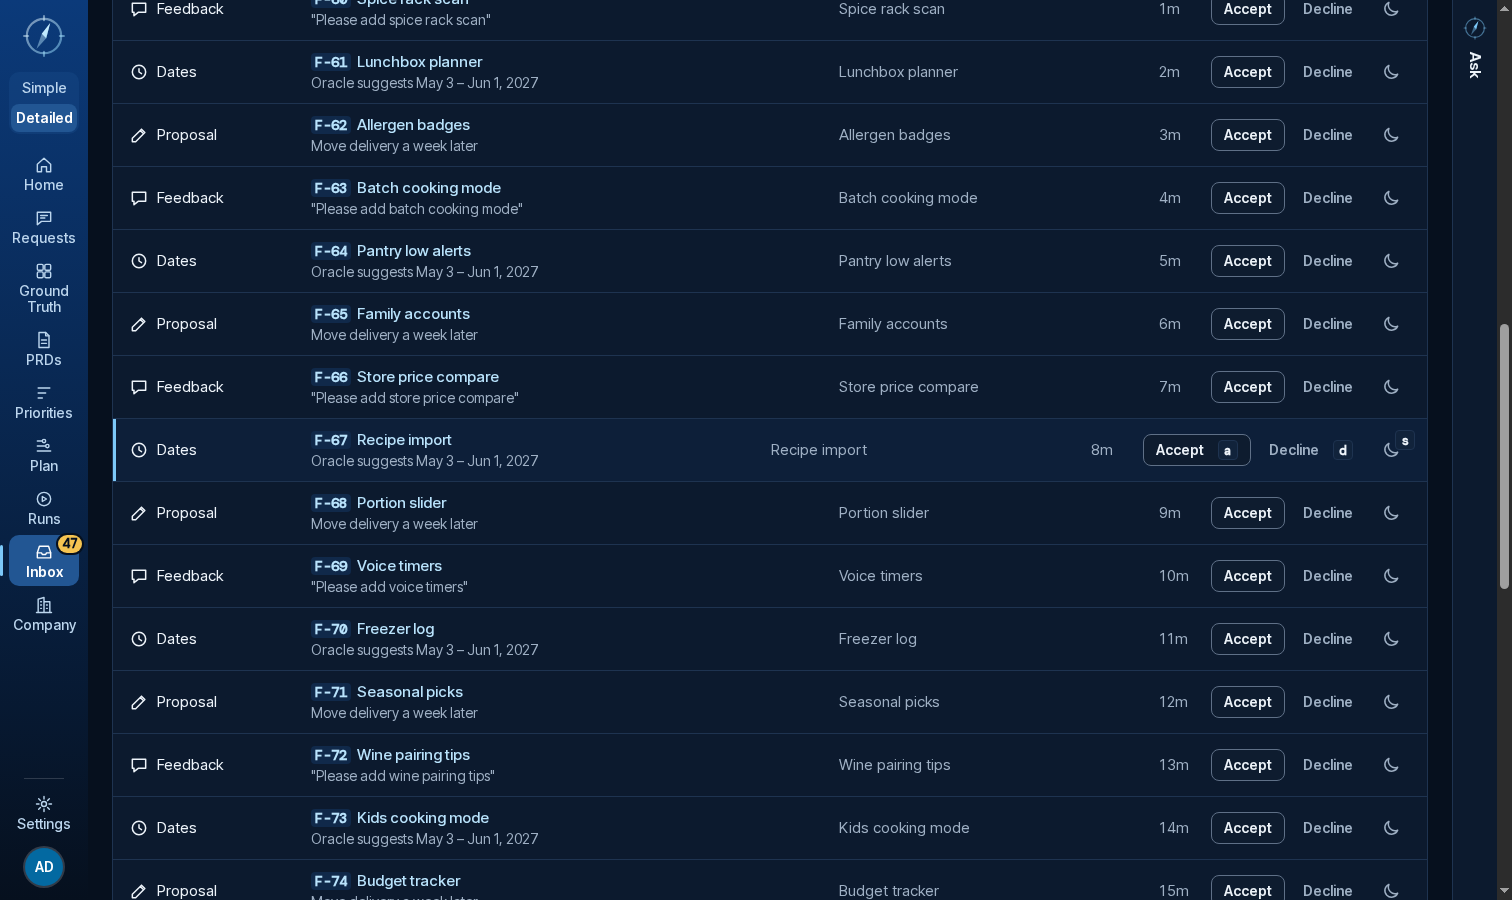 Simple
Detailed
Home
Requests
Ground
Truth
PRDs
Priorities
Plan
Runs
47
Inbox
Company
Settings
AD
Feedback
F-60 Spice rack scan
"Please add spice rack scan"
Spice rack scan
1m
Accept
Decline
Dates
F-61 Lunchbox planner
Oracle suggests May 3 – Jun 1, 2027
Lunchbox planner
2m
Accept
Decline
Proposal
F-62 Allergen badges
Move delivery a week later
Allergen badges
3m
Accept
Decline
Feedback
F-63 Batch cooking mode
"Please add batch cooking mode"
Batch cooking mode
4m
Accept
Decline
Dates
F-64 Pantry low alerts
Oracle suggests May 3 – Jun 1, 2027
Pantry low alerts
5m
Accept
Decline
Proposal
F-65 Family accounts
Move delivery a week later
Family accounts
6m
Accept
Decline
Feedback
F-66 Store price compare
"Please add store price compare"
Store price compare
7m
Accept
Decline
Dates
F-67 Recipe import
Oracle suggests May 3 – Jun 1, 2027
Recipe import
8m
Accept a
Decline d
s
Proposal
F-68 Portion slider
Move delivery a week later
Portion slider
9m
Accept
Decline
Feedback
F-69 Voice timers
"Please add voice timers"
Voice timers
10m
Accept
Decline
Dates
F-70 Freezer log
Oracle suggests May 3 – Jun 1, 2027
Freezer log
11m
Accept
Decline
Proposal
F-71 Seasonal picks
Move delivery a week later
Seasonal picks
12m
Accept
Decline
Feedback
F-72 Wine pairing tips
"Please add wine pairing tips"
Wine pairing tips
13m
Accept
Decline
Dates
F-73 Kids cooking mode
Oracle suggests May 3 – Jun 1, 2027
Kids cooking mode
14m
Accept
Decline
Proposal
F-74 Budget tracker
Move delivery a week later
Budget tracker
15m
Accept
Decline
Ask